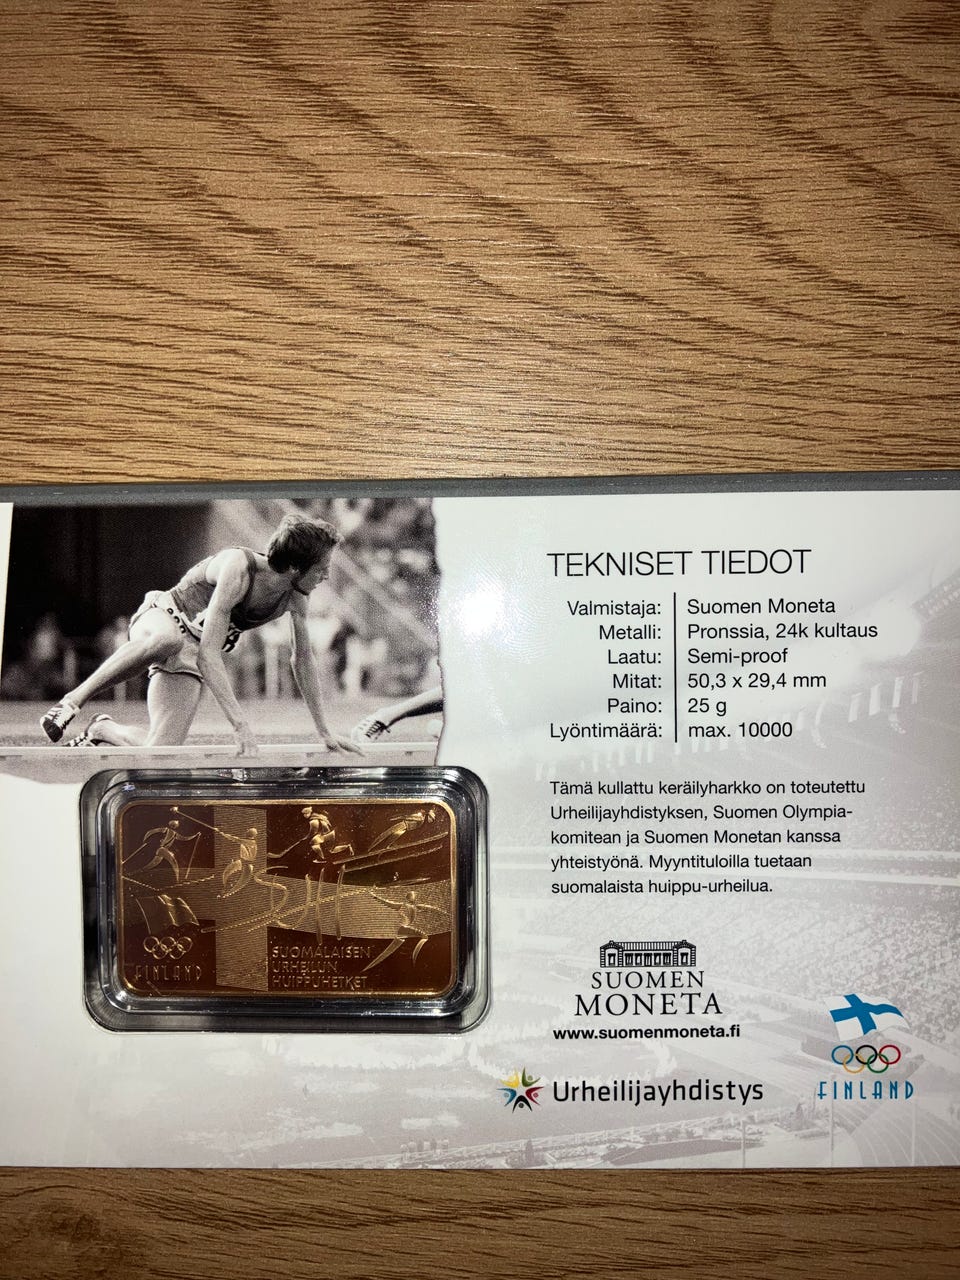 TEKNISET TIEDOT
Valmistaja: Suomen Moneta
Metalli: Pronssia, 24k kultaus
Laatu: Semi-proof
Mitat: 50,3 x 29,4 mm
Paino: 25 g
Lyöntimäärä: max. 10000
Tämä kullattu keräilyharkko on toteutettu
Urheilijayhdistyksen, Suomen Olympia-
komitean ja Suomen Monetan kanssa
yhteistyönä. Myyntituloilla tuetaan
suomalaista huippu-urheilua.
FINLAND
SUOMALAISEN
URHEILUN
HUIPPUHETKET
SUOMEN
MONETA
www.suomenmoneta.fi
Urheilijayhdistys
FINLAND